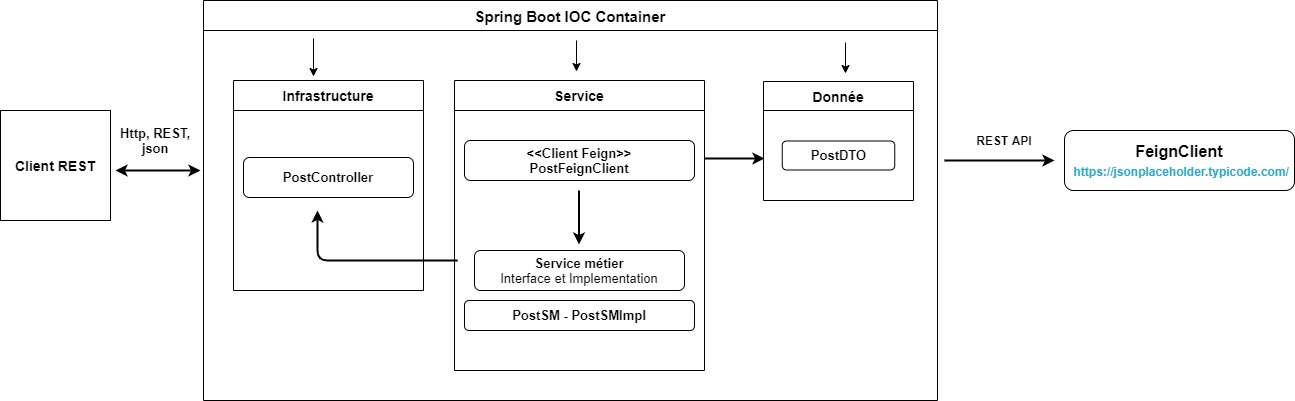 Spring Boot IOC Container
Client REST
Http, REST,
json
Infrastructure
PostController
Service
<<Client Feign>>
PostFeignClient
Service métier
Interface et Implementation
PostSM - PostSMImpl
Donnée
PostDTO
REST API
FeignClient
https://jsonplaceholder.typicode.com/